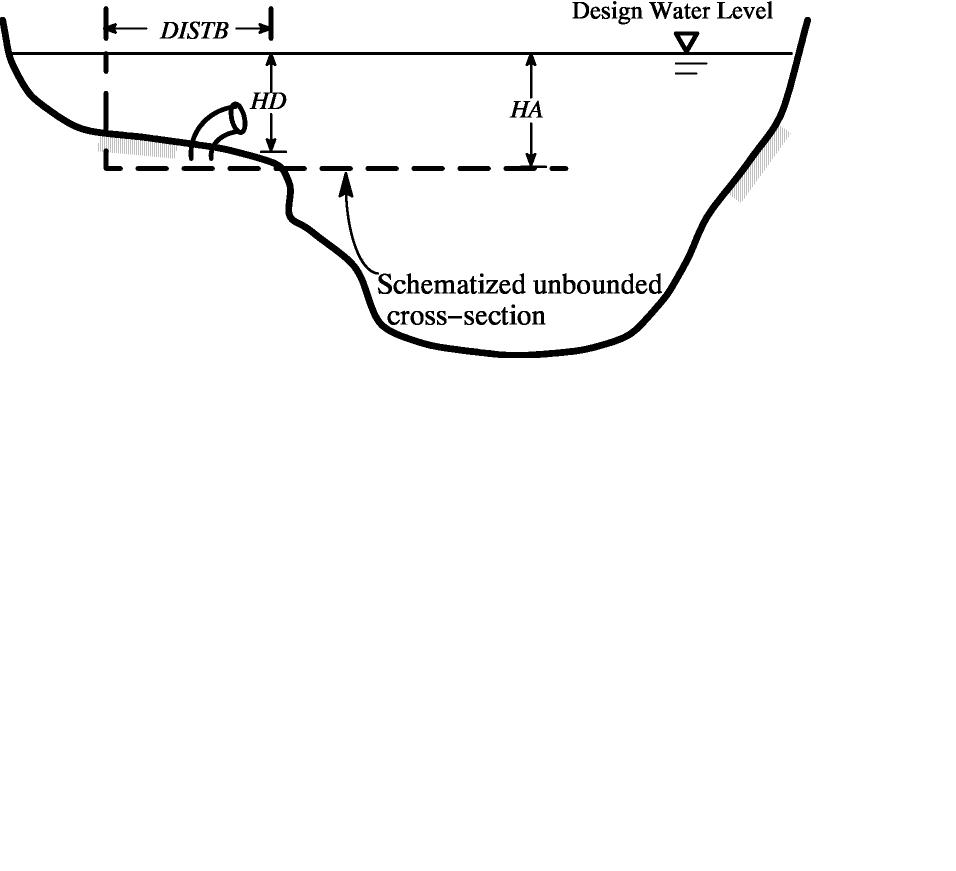 Design Water Level
DISTB
HD
HA
Schematized unbounded
cross−section